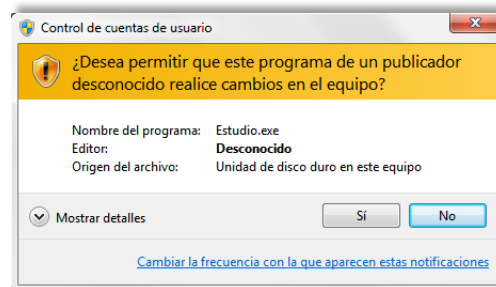 Control de cuentas de usuario
¿Desea permitir que este programa de un publicador
desconocido realice cambios en el equipo?
Nombre del programa: Estudio.exe
Editor: Desconocido
Origen del archivo: Unidad de disco duro en este equipo
Mostrar detalles Sí No
Cambiar la frecuencia con la que aparecen estas notificaciones